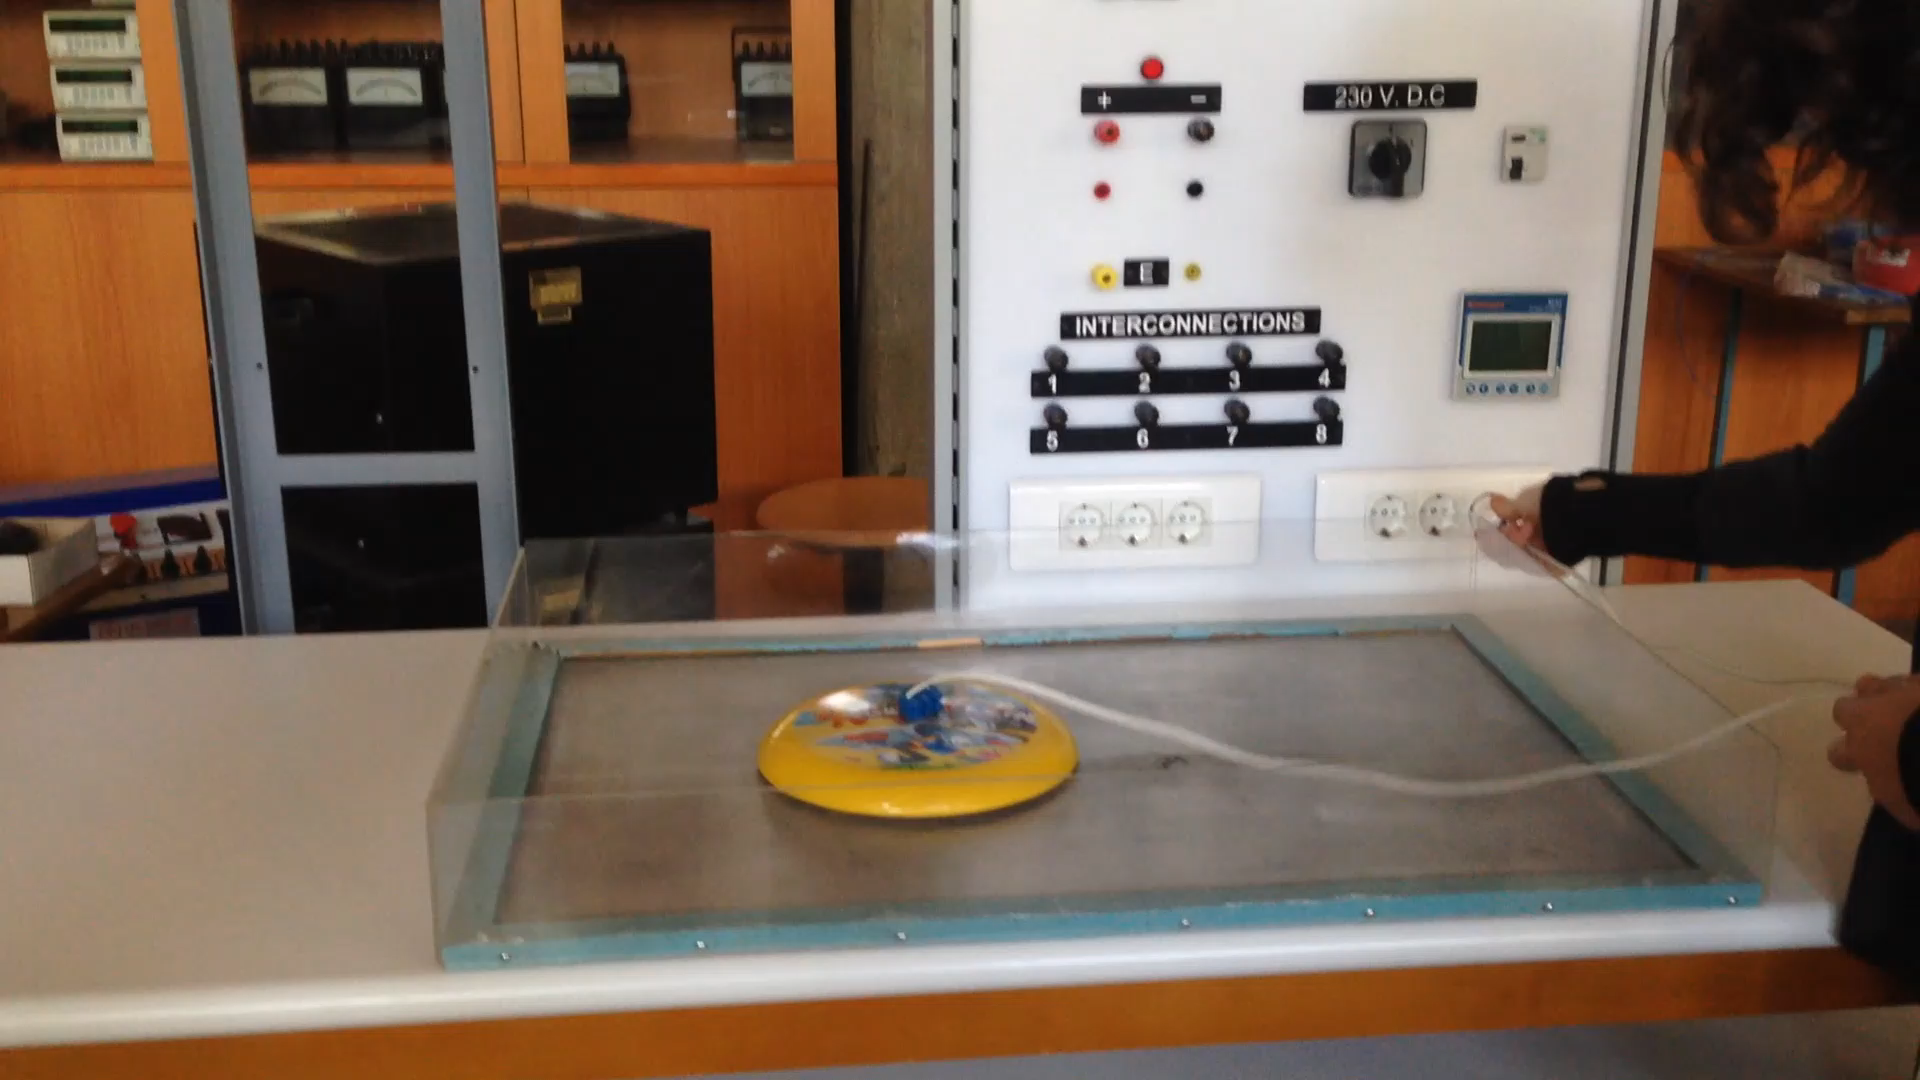 + −
230 V. D.C
E
INTERCONNECTIONS
1 2 3 4
5 6 7 8